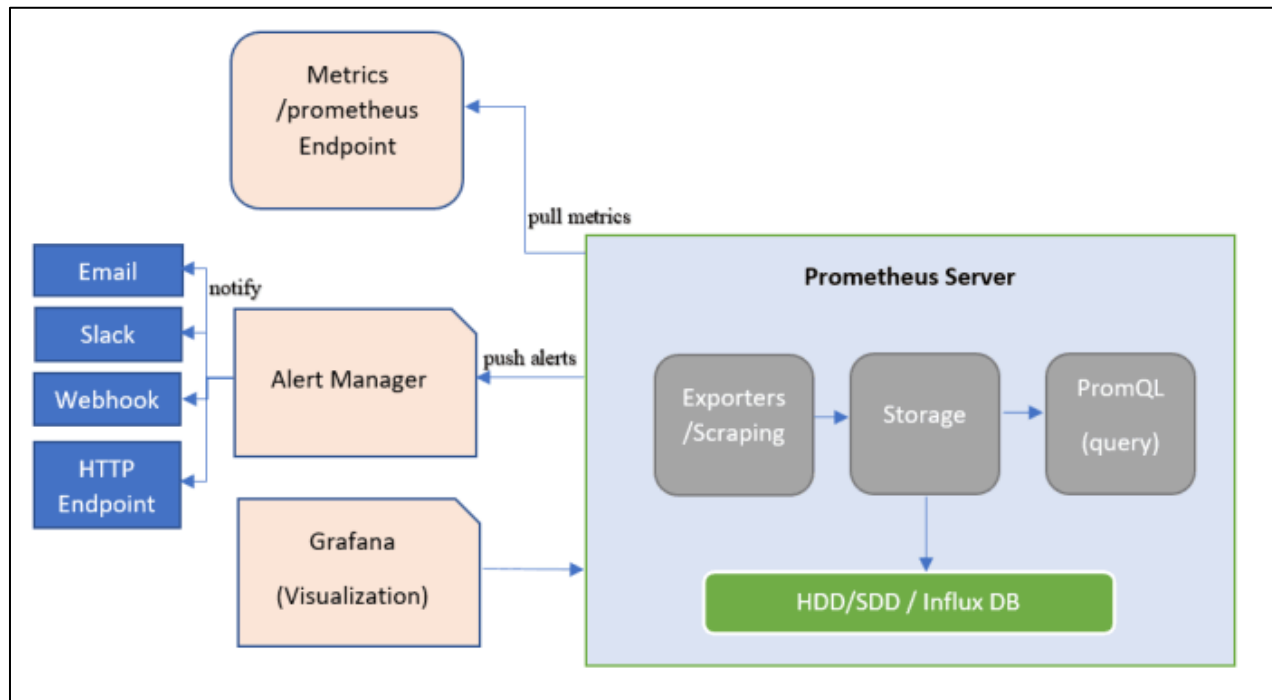 Metrics
/prometheus
Endpoint
pull metrics
Email
notify
Slack
Webhook
HTTP
Endpoint
Alert Manager
push alerts
Grafana
(Visualization)
Prometheus Server
Exporters
/Scraping
Storage
PromQL
(query)
HDD/SDD / Influx DB